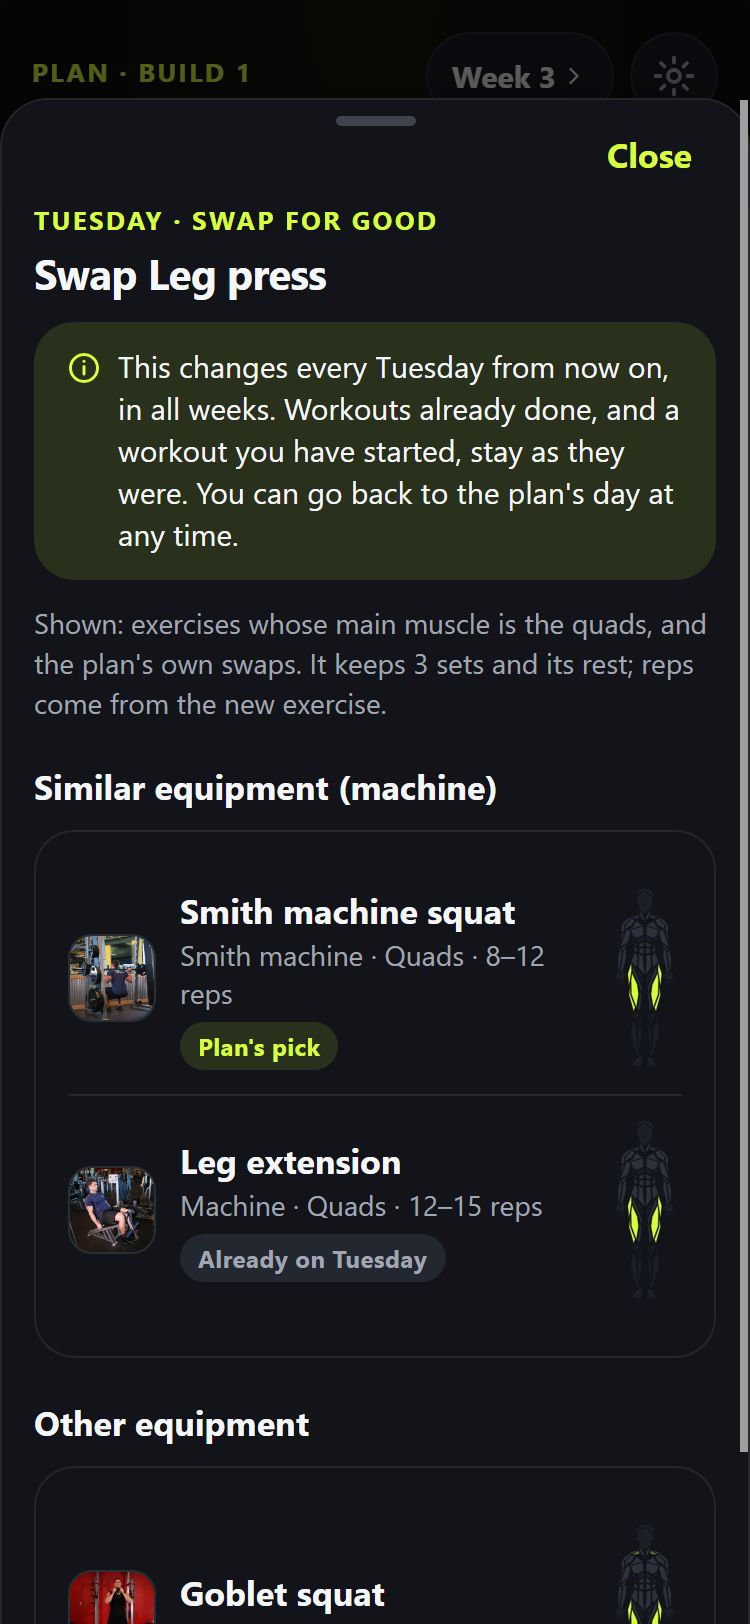 PLAN · BUILD 1
Week 3
Close
TUESDAY · SWAP FOR GOOD
Swap Leg press
This changes every Tuesday from now on,
in all weeks. Workouts already done, and a
workout you have started, stay as they
were. You can go back to the plan's day at
any time.
Shown: exercises whose main muscle is the quads, and
the plan's own swaps. It keeps 3 sets and its rest; reps
come from the new exercise.
Similar equipment (machine)
Smith machine squat
Smith machine · Quads · 8–12
reps
Plan's pick
Leg extension
Machine · Quads · 12–15 reps
Already on Tuesday
Other equipment
Goblet squat